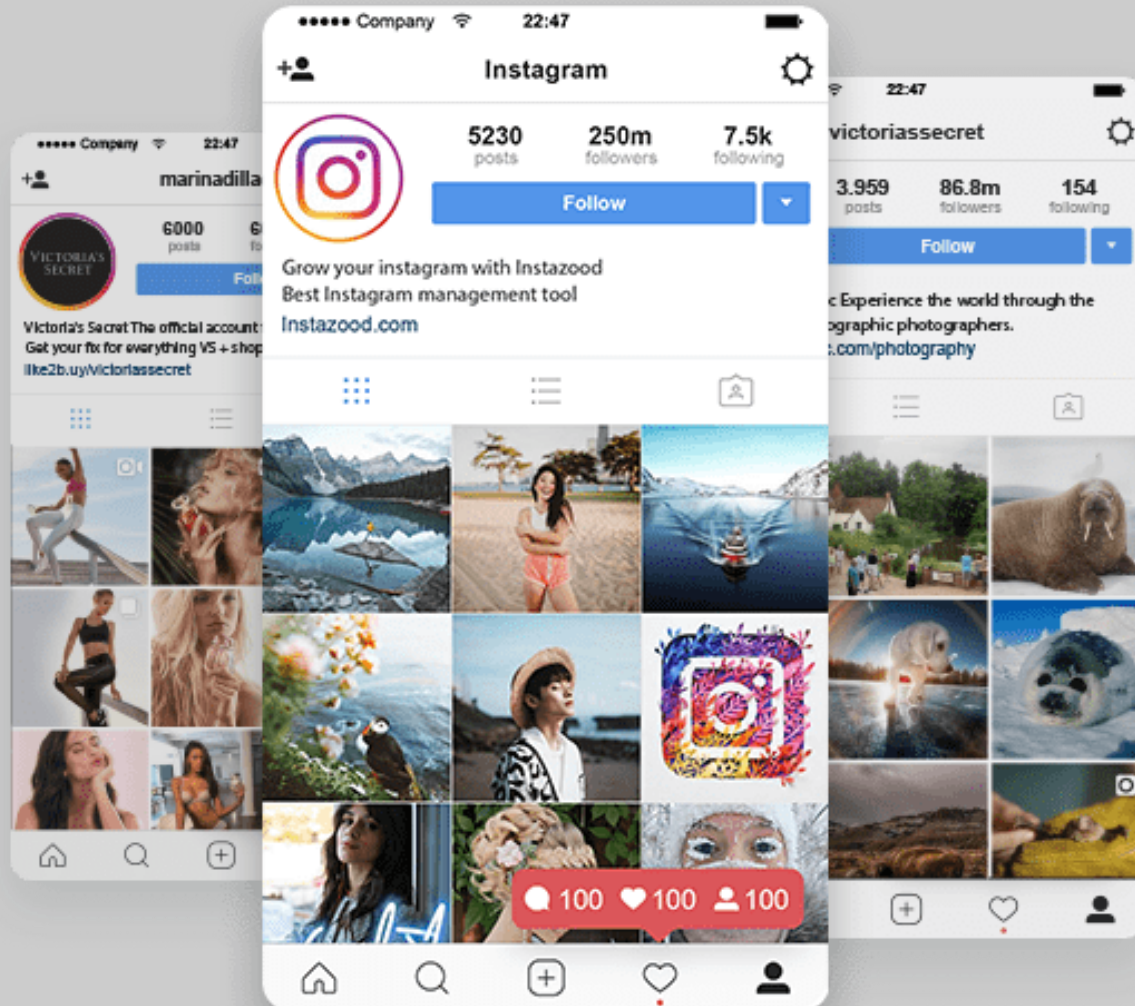 Company 22:47
marinadilla
VICTORIA'S
SECRET
6000
posts
Victoria's Secret The official account
Get your fix for everything VS + shop
like2b.uy/victoriassecret
Company 22:47
Instagram
5230 250m 7.5k
posts followers following
Follow
Grow your instagram with Instazood
Best Instagram management tool
Instazood.com
100 100 100
22:47
victoriassecret
3.959 86.8m 154
posts followers following
Follow
c Experience the world through the
ographic photographers.
c.com/photography